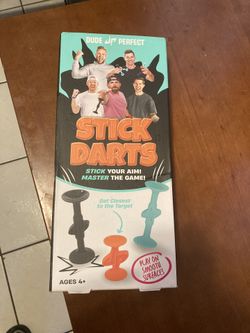 DUDE PERFECT
STICK
DARTS
STICK YOUR AIM!
MASTER THE GAME!
Get Closest
to the Target
PLAY ON
SMOOTH
SURFACES!
AGES 4+